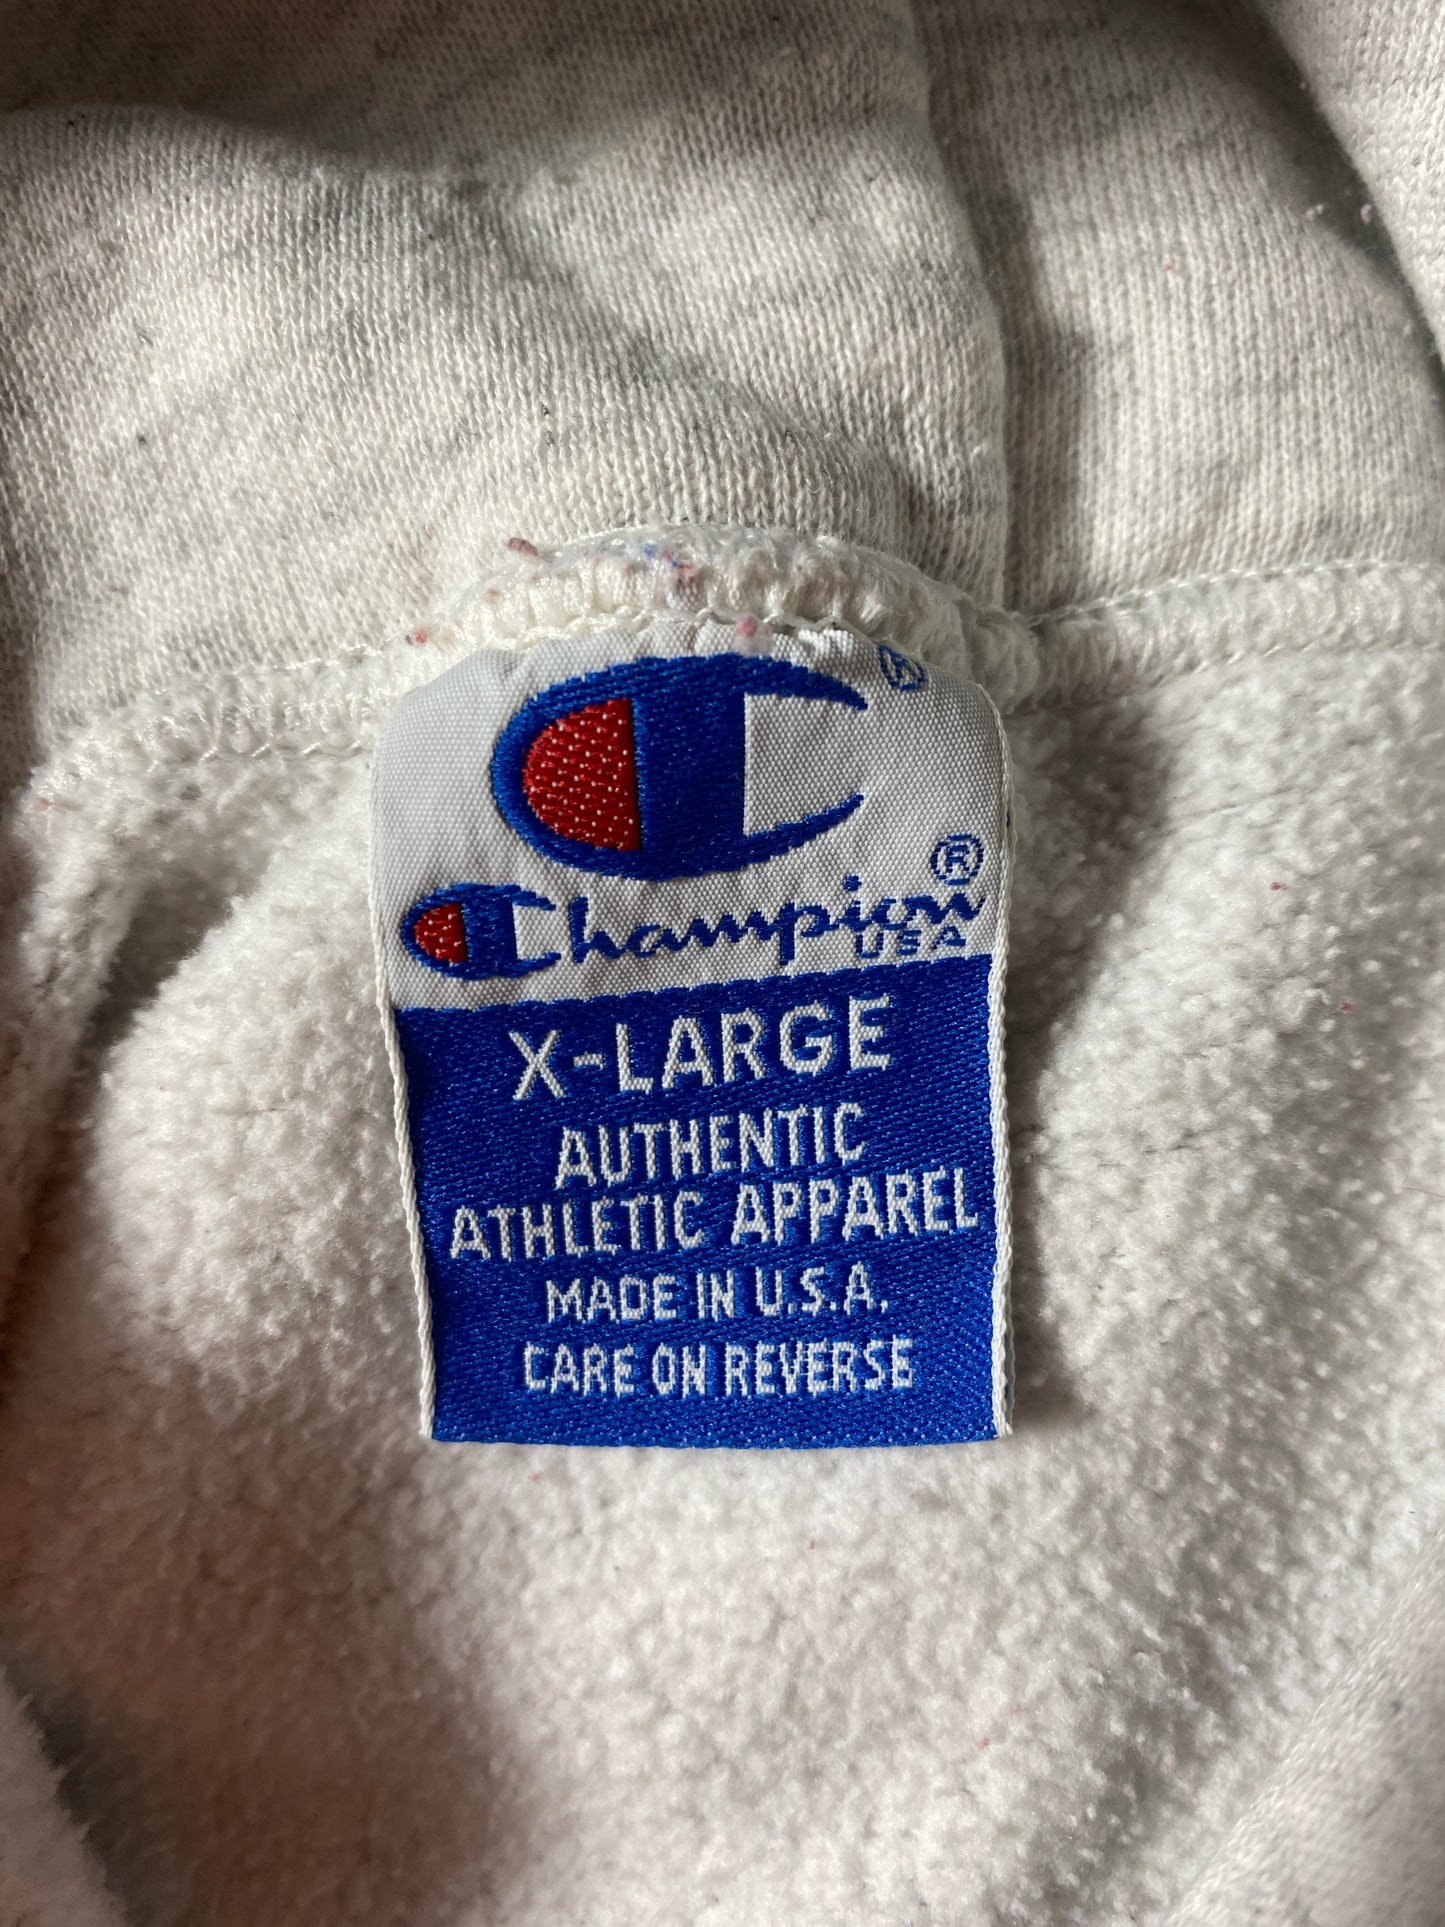 ®
Champion®
USA
X-LARGE
AUTHENTIC
ATHLETIC APPAREL
MADE IN U.S.A.
CARE ON REVERSE